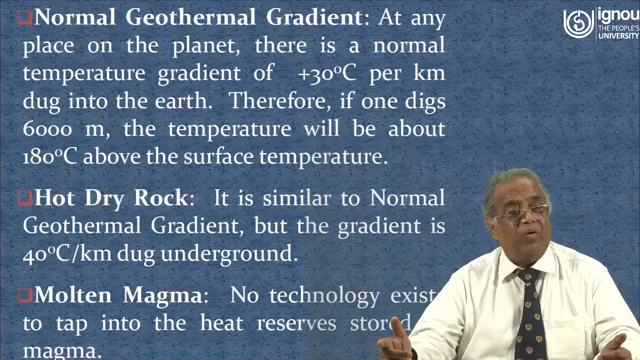 Normal Geothermal Gradient: At any
place on the planet, there is a normal
temperature gradient of +30⁰C per km
dug into the earth. Therefore, if one digs
6000 m, the temperature will be about
180⁰C above the surface temperature.
Hot Dry Rock: It is similar to Normal
Geothermal Gradient, but the gradient is
40⁰C/km dug underground.
Molten Magma: No technology exist
to tap into the heat reserves stored
magma.
ignou
THE PEOPLE'S
UNIVERSITY